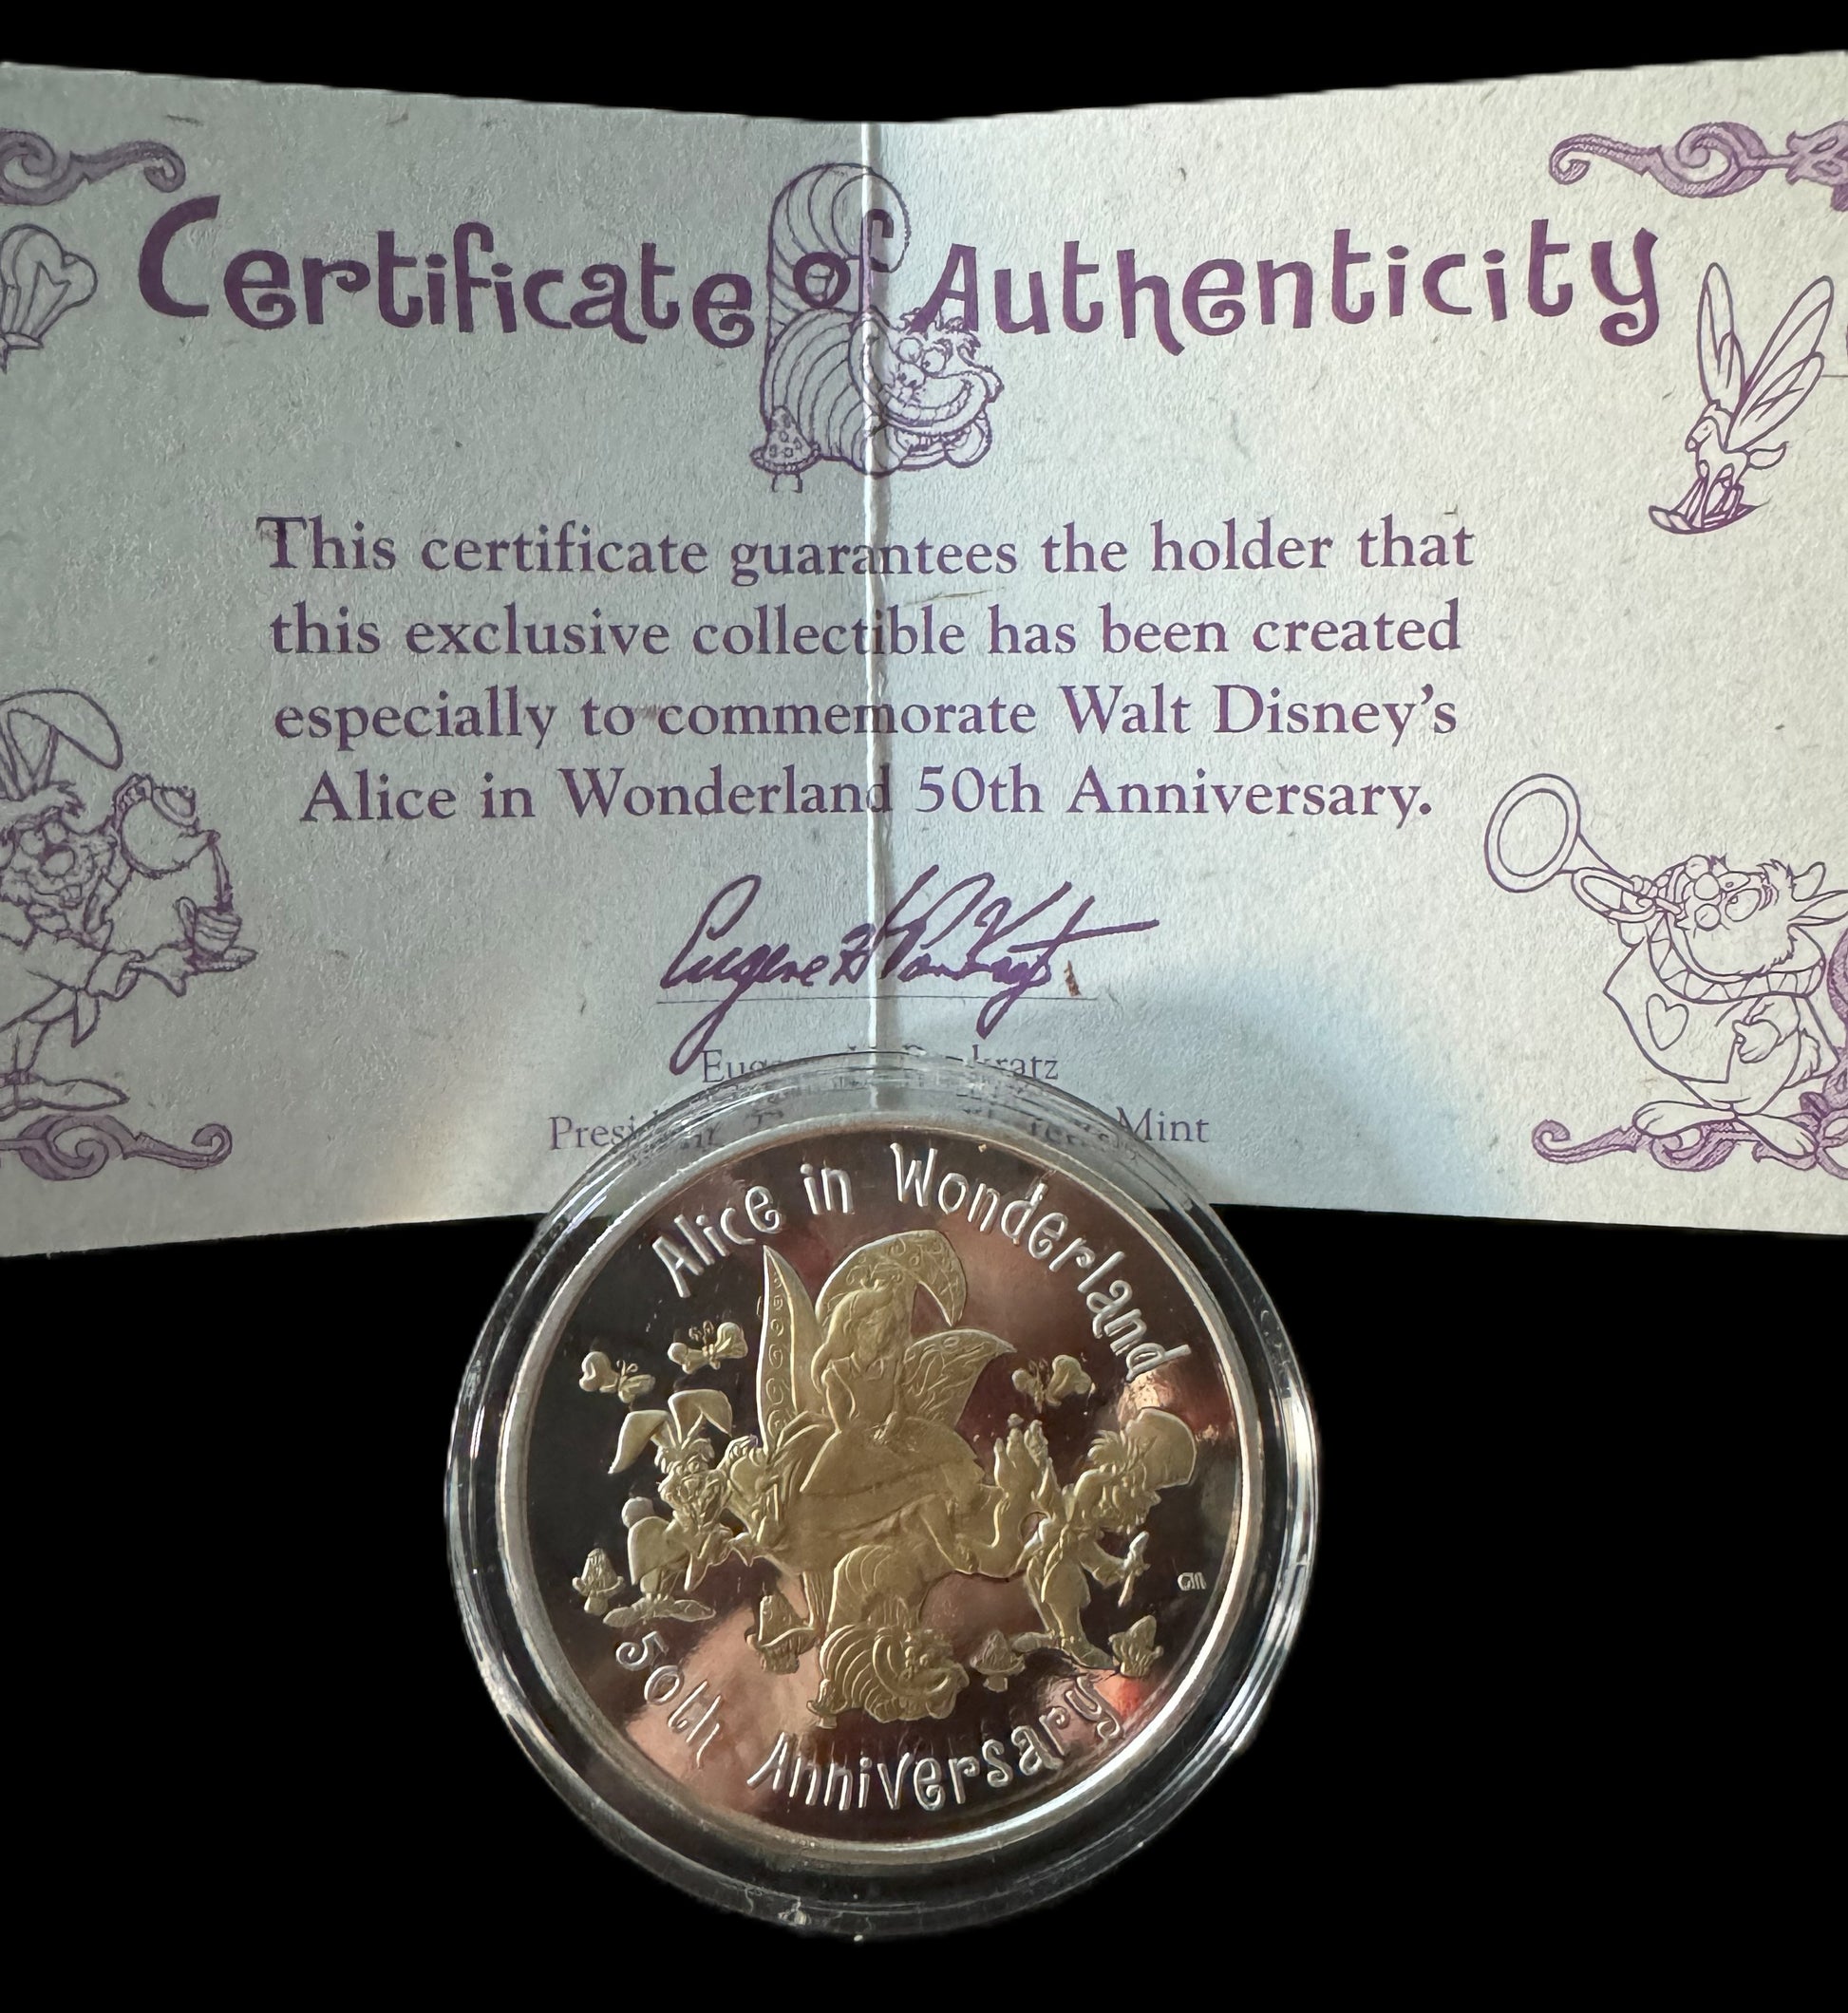 Certificate of Authenticity
This certificate guarantees the holder that
this exclusive collectible has been created
especially to commemorate Walt Disney's
Alice in Wonderland 50th Anniversary.
Mint
Alice in Wonderland
50th Anniversary